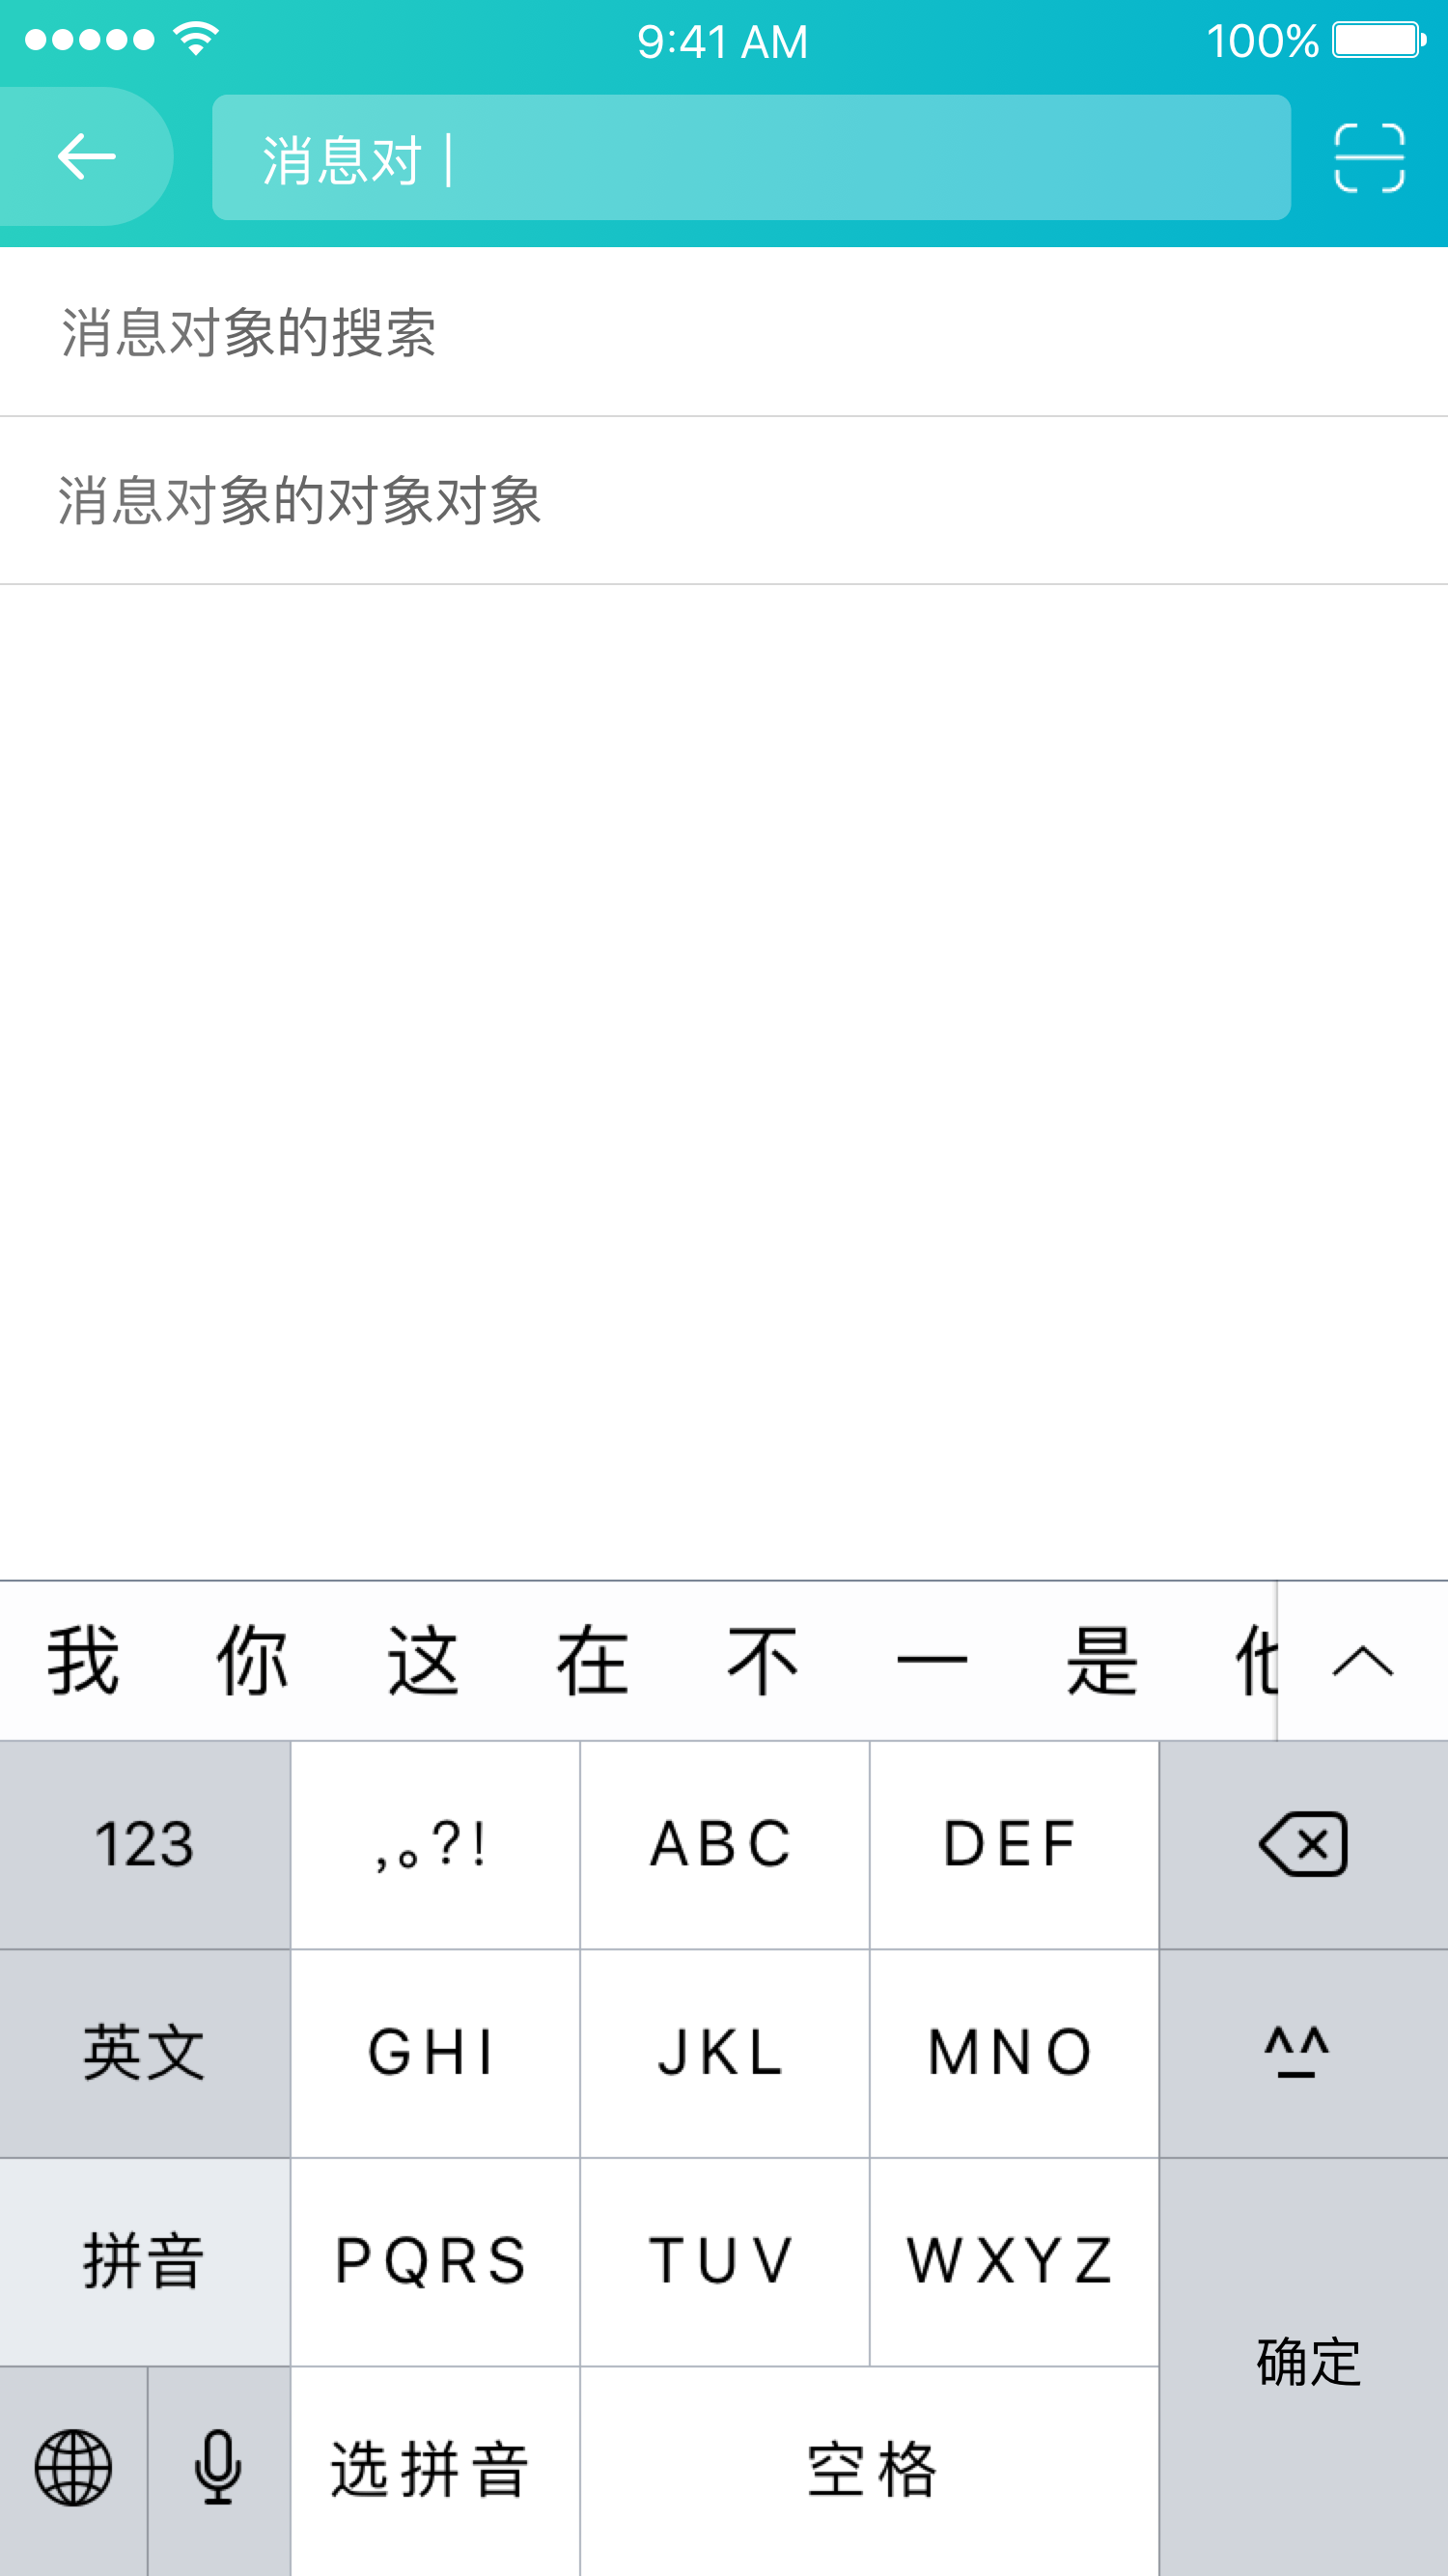 9:41 AM 100%
消息对
消息对象的搜索
消息对象的对象对象
我 你 这 在 不 一 是 他
123 ,。?! ABC DEF
英文 GHI JKL MNO ^_^
拼音 PQRS TUV WXYZ
确定
选拼音 空格